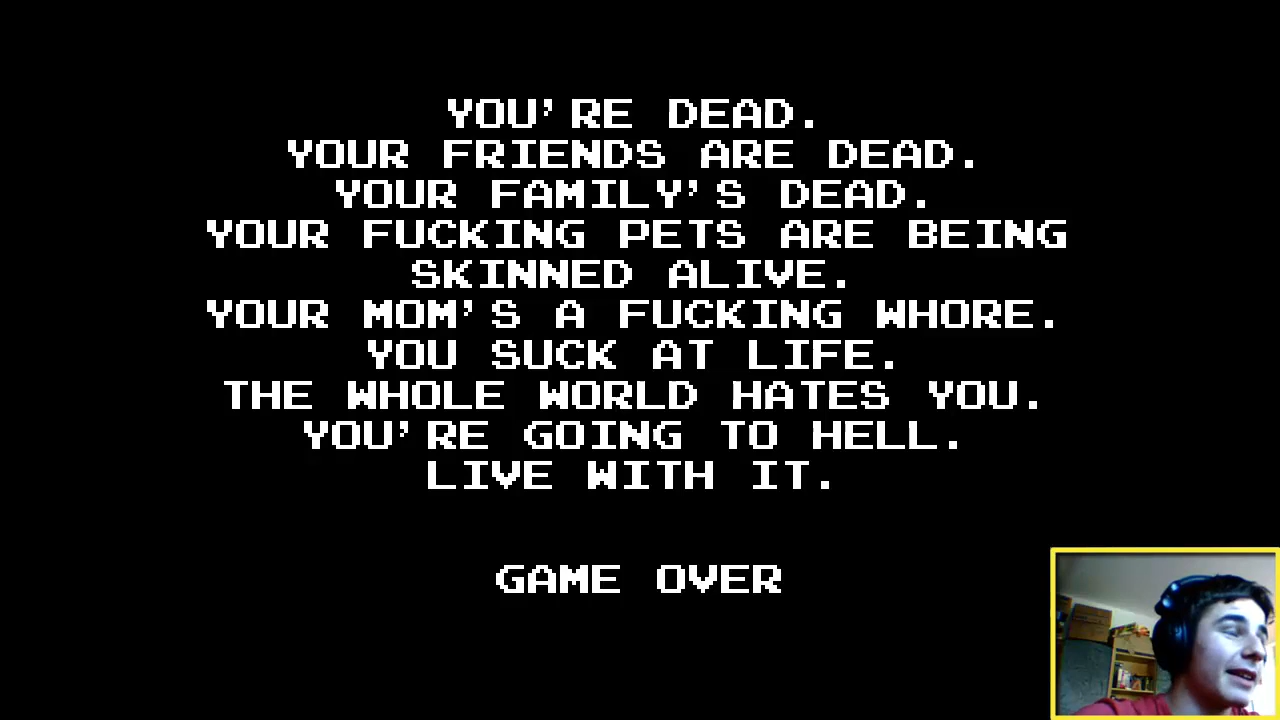 YOU'RE DEAD.
YOUR FRIENDS ARE DEAD.
YOUR FAMILY'S DEAD.
YOUR FUCKING PETS ARE BEING
SKINNED ALIVE.
YOUR MOM'S A FUCKING WHORE.
YOU SUCK AT LIFE.
THE WHOLE WORLD HATES YOU.
YOU'RE GOING TO HELL.
LIVE WITH IT.
GAME OVER